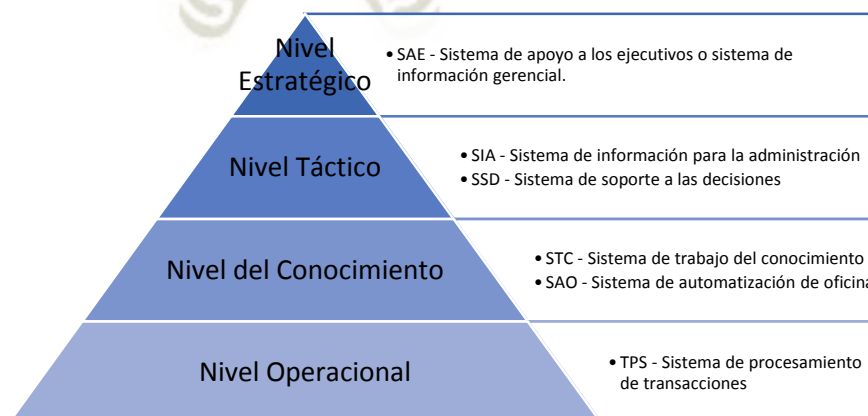 Nivel
Estratégico
• SAE - Sistema de apoyo a los ejecutivos o sistema de
información gerencial.
Nivel Táctico
• SIA - Sistema de información para la administración
• SSD - Sistema de soporte a las decisiones
Nivel del Conocimiento
• STC - Sistema de trabajo del conocimiento
• SAO - Sistema de automatización de oficina
Nivel Operacional
• TPS - Sistema de procesamiento
de transacciones